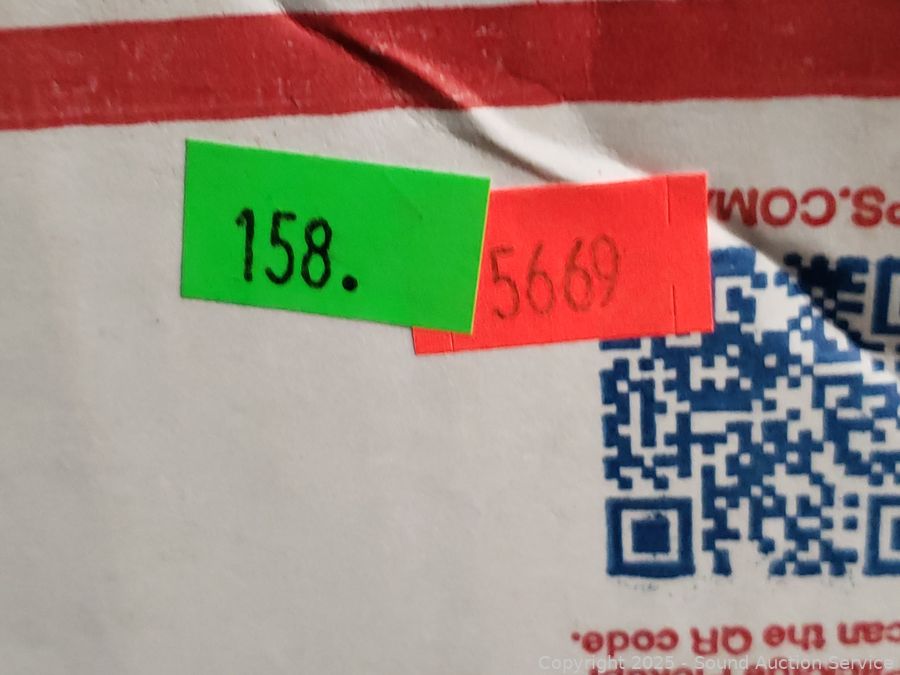 PS.COM/
158.
5669
can the QR code.
Copyright 2025 - Sound Auction Service